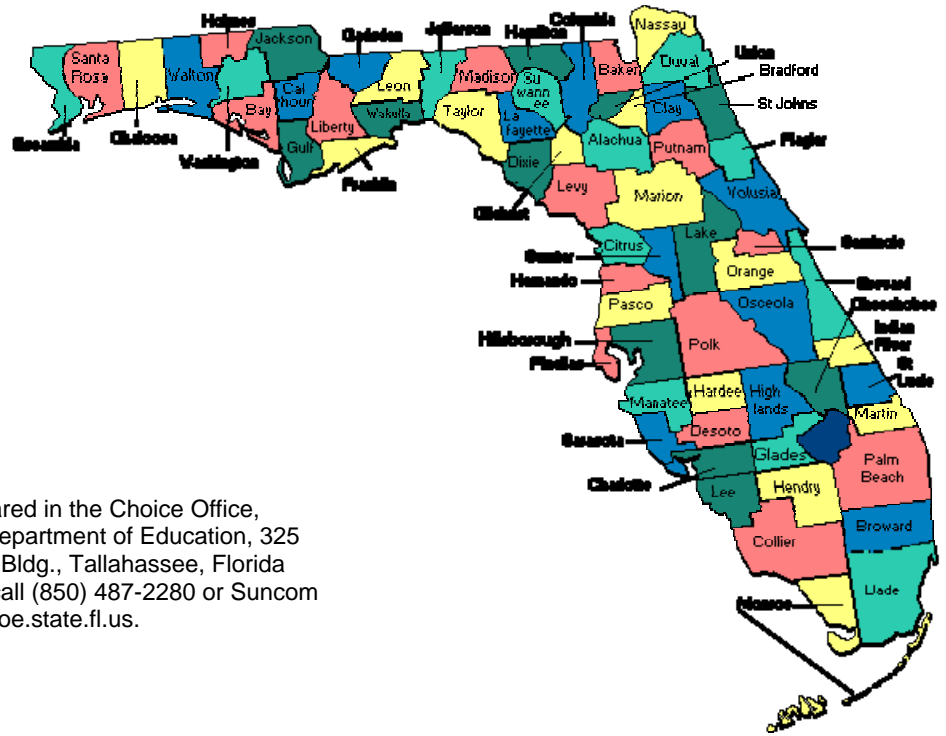 Nassau
Holmes
Jackson
Gadsden
Jefferson
Hamilton
Columbia
Union
Bradford
Santa
Rosa
Walton
Cal
houn
Leon
Madison
Su
wann
ee
Baker
Duval
Clay
St Johns
Bay
Liberty
Wakulla
Taylor
La
fayette
Alachua
Putnam
Flagler
Escambia
Okaloosa
Washington
Gulf
Franklin
Dixie
Gilchrist
Levy
Marion
Volusia
Citrus
Lake
Sumter
Seminole
Hernando
Orange
Brevard
Pasco
Osceola
Okeechobee
Indian
River
Hillsborough
Polk
St
Lucie
Pinellas
Manatee
Hardee
High
lands
Martin
Sarasota
Desoto
Glades
Palm
Beach
Charlotte
Lee
Hendry
Collier
Broward
Dade
Monroe
ared in the Choice Office,
epartment of Education, 325
Bldg., Tallahassee, Florida
call (850) 487-2280 or Suncom
oe.state.fl.us.